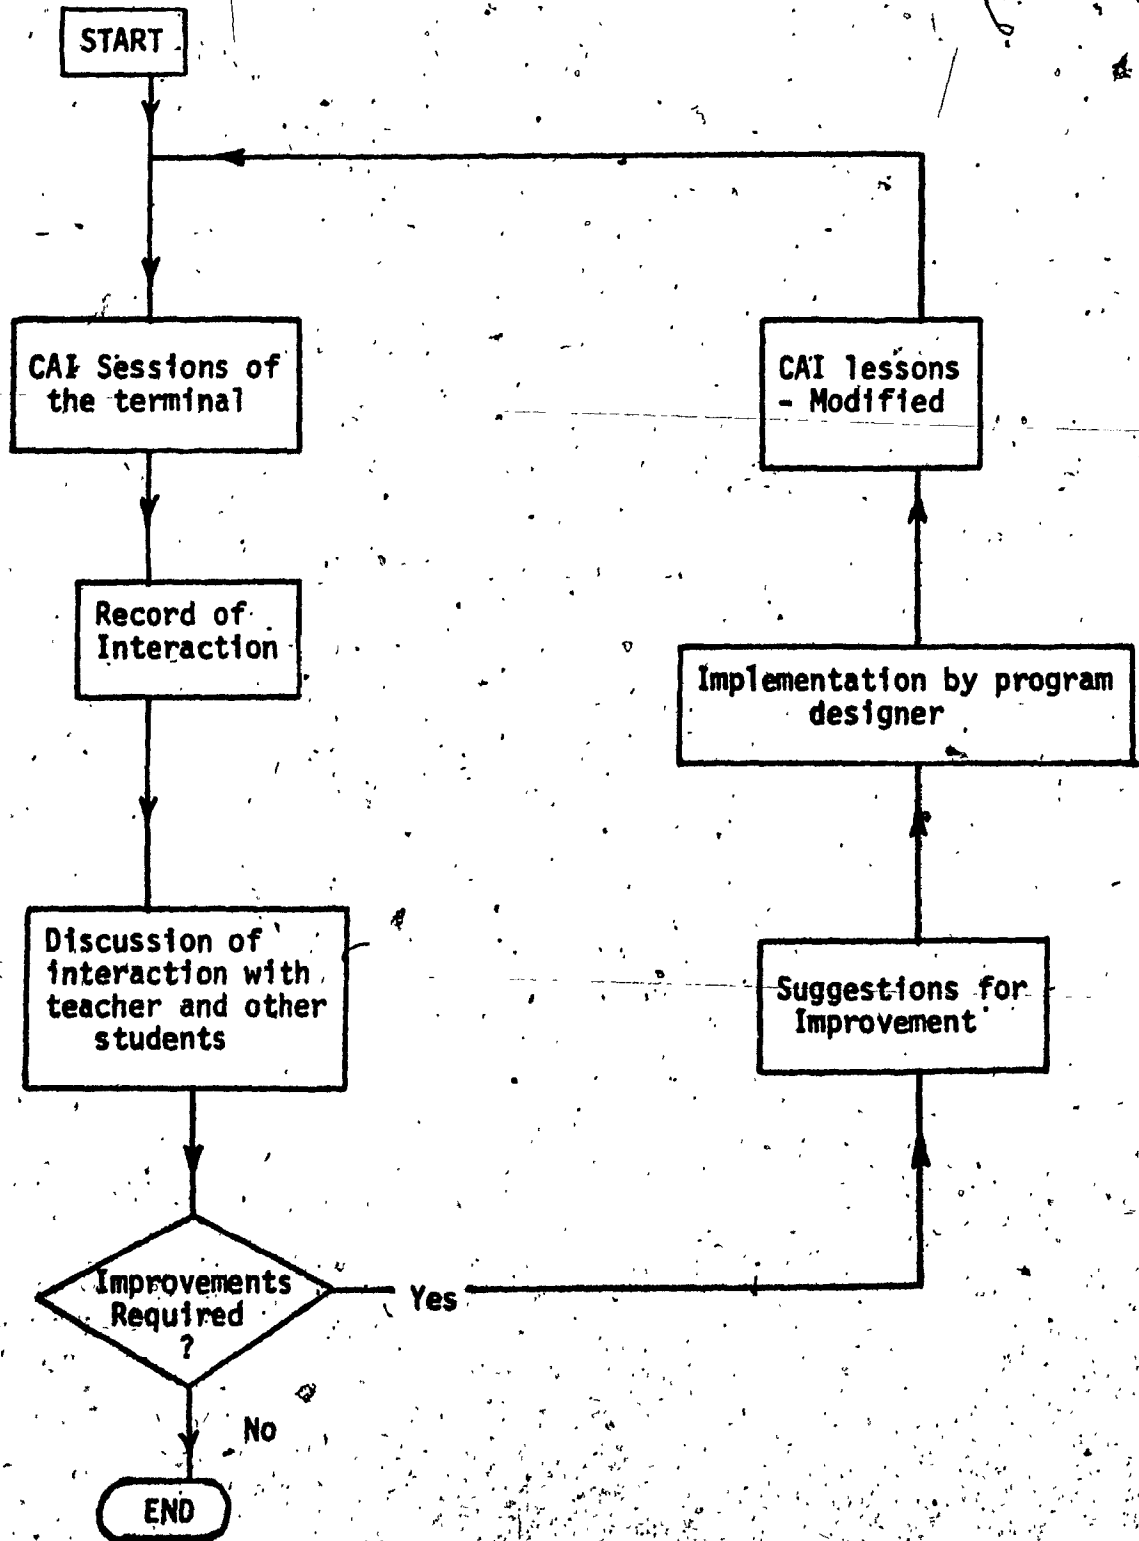 START
CAI Sessions of
the terminal
Record of
Interaction
Discussion of
interaction with
teacher and other
students
Improvements
Required
?
Yes
No
END
CAI lessons
- Modified
Implementation by program
designer
Suggestions for
Improvement